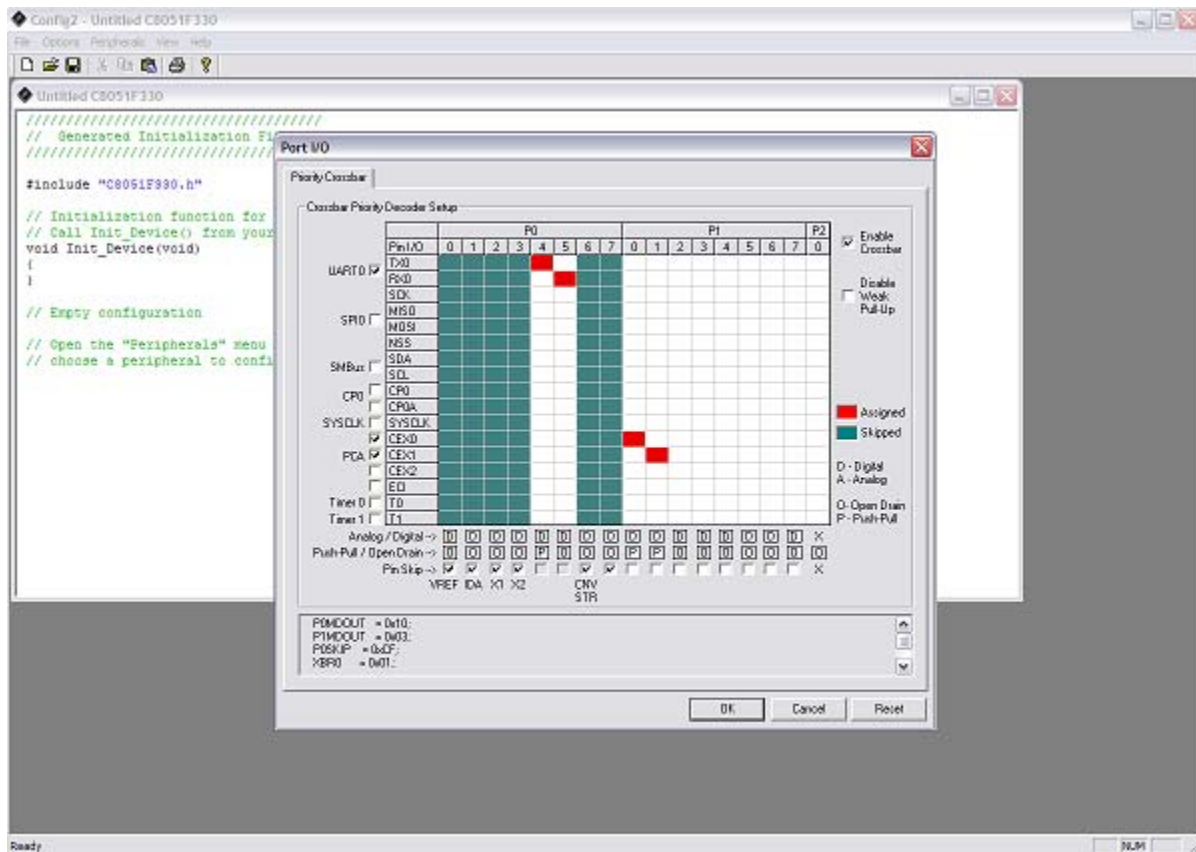 Config2 - Untitled C8051F330
File Options Peripherals View Help
Untitled C8051F330
/////////////////////////////////////
// Generated Initialization Fi
#include "C8051F330.h"
// Initialization function for
// Call Init_Device() from your
void Init_Device(void)
{
}
// Empty configuration
// Open the "Peripherals" menu
// choose a peripheral to confi
Port I/O
Priority Crossbar
Crossbar Priority Decoder Setup
P0 P1 P2
Pin I/O 0 1 2 3 4 5 6 7 0 1 2 3 4 5 6 7 0
UART0 TX0
RX0
SCK
SPI0 MISO
MOSI
NSS
SMBus SDA
SCL
CP0 CP0
CP0A
SYSCLK SYSCLK
CEX0
PCA CEX1
CEX2
ECI
Timer 0 T0
Timer 1 T1
Analog / Digital -> D D D D D D D D D D D D D D D D X
Push-Pull / Open Drain -> O O O O P O O O P P O O O O O O O
Pin Skip -> X
VREF IDA X1 X2 CNV
STR
Enable
Crossbar
Disable
Weak
Pull-Up
Assigned
Skipped
D - Digital
A - Analog
O- Open Drain
P - Push-Pull
P0MDOUT = 0x10;
P1MDOUT = 0x03;
P0SKIP = 0xCF;
XBR0 = 0x01;
OK Cancel Reset
Ready NUM